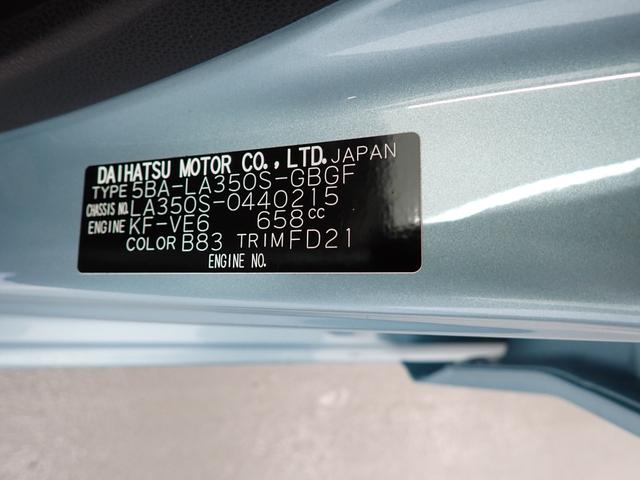 DAIHATSU MOTOR CO., LTD. JAPAN
TYPE 5BA-LA350S-GBGF
CHASSIS NO. LA350S-0440215
ENGINE KF-VE6 658cc
COLOR B83 TRIM FD21
ENGINE NO.